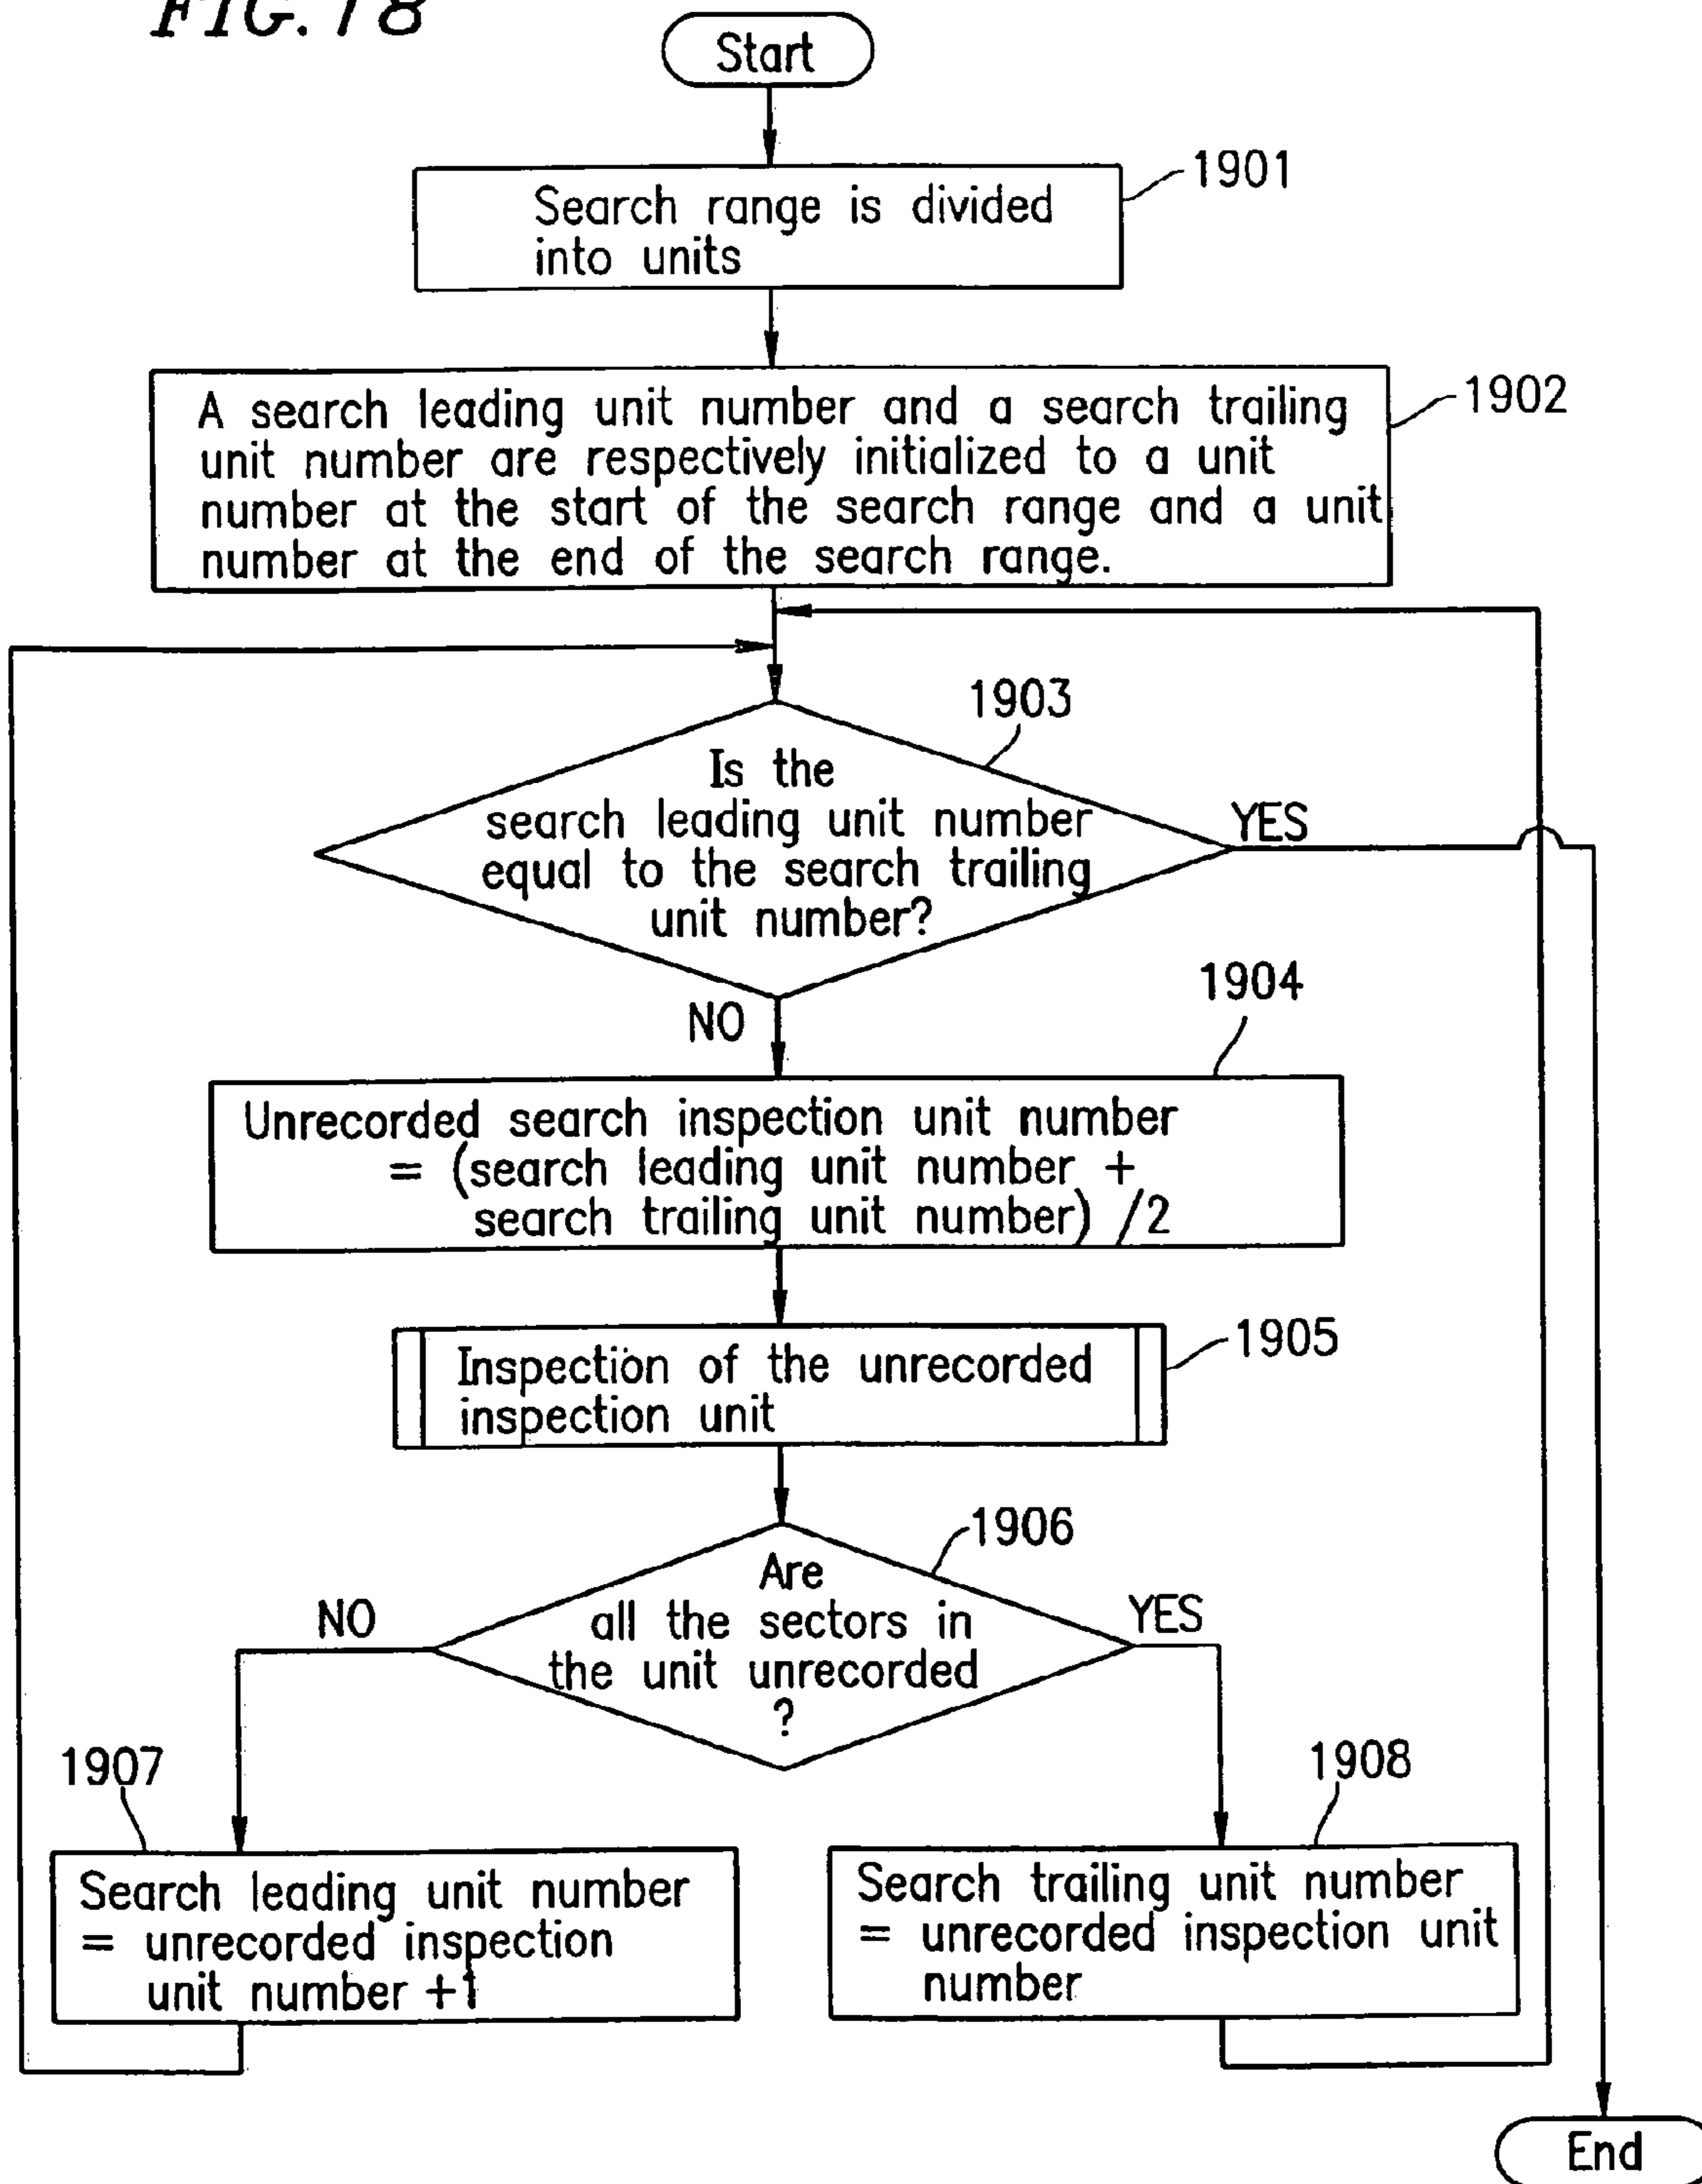 FIG. 18
Start
1901
Search range is divided
into units
1902
A search leading unit number and a search trailing
unit number are respectively initialized to a unit
number at the start of the search range and a unit
number at the end of the search range.
1903
Is the
search leading unit number
equal to the search trailing
unit number?
YES
NO
1904
Unrecorded search inspection unit number
= (search leading unit number +
search trailing unit number) /2
1905
Inspection of the unrecorded
inspection unit
1906
Are
all the sectors in
the unit unrecorded
?
NO
YES
1907
Search leading unit number
= unrecorded inspection
unit number +1
1908
Search trailing unit number
= unrecorded inspection unit
number
End